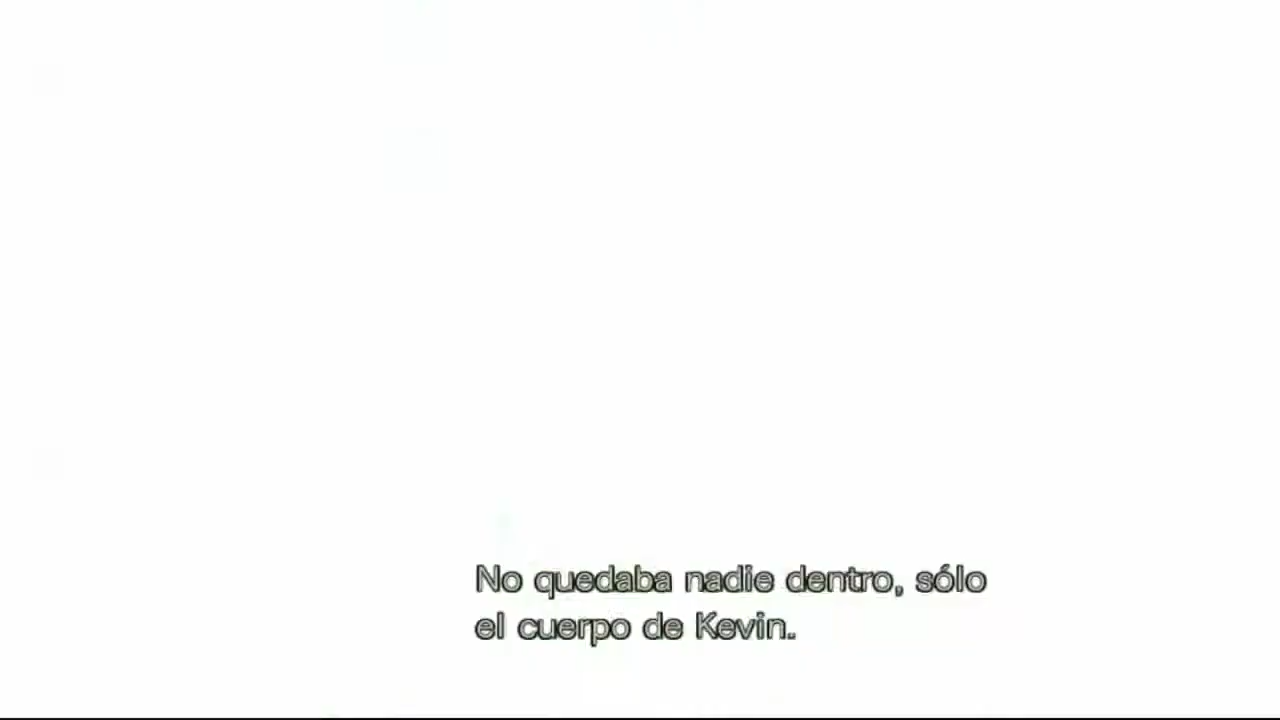 No quedaba nadie dentro, sólo
el cuerpo de Kevin.